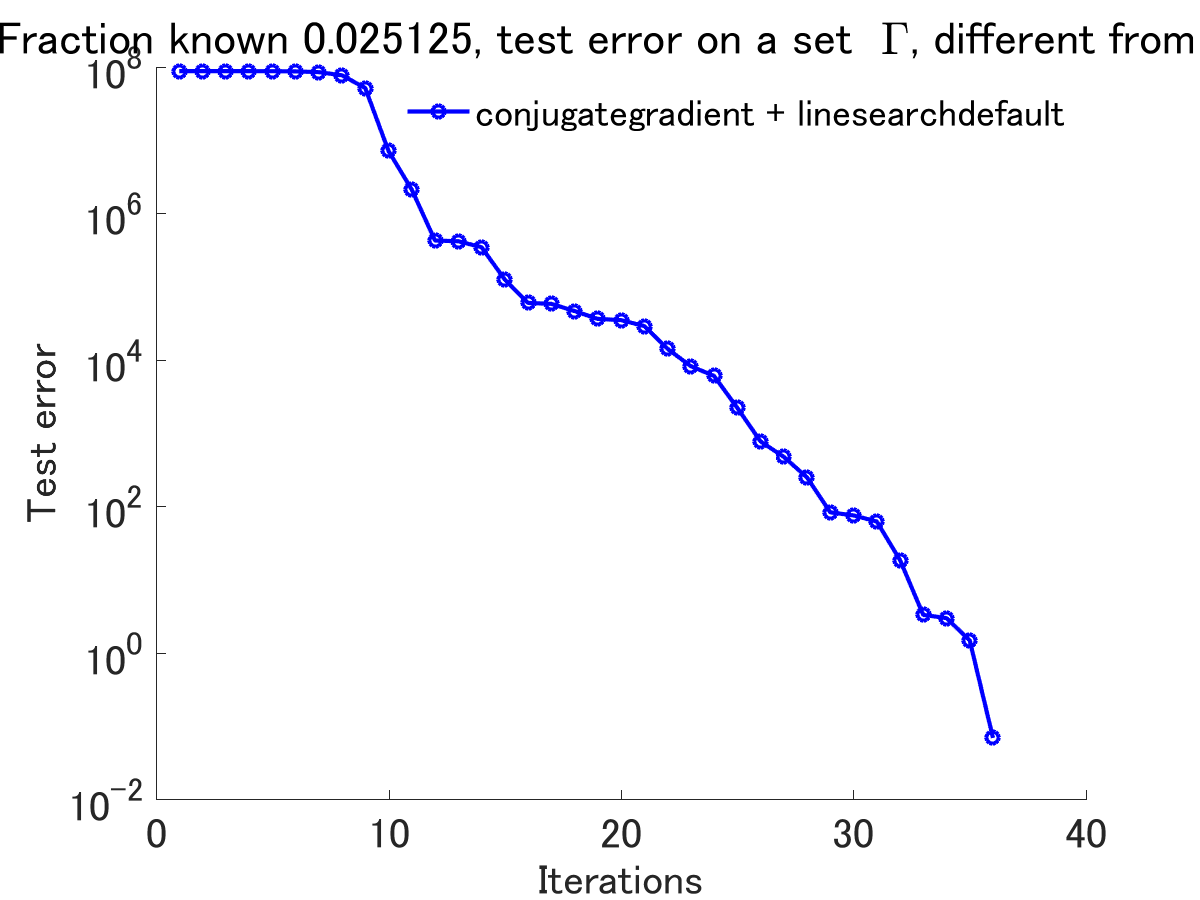 Fraction known 0.025125, test error on a set Γ, different from
conjugategradient + linesearchdefault
Test error
10^8
10^6
10^4
10^2
10^0
10^-2
0 10 20 30 40
Iterations